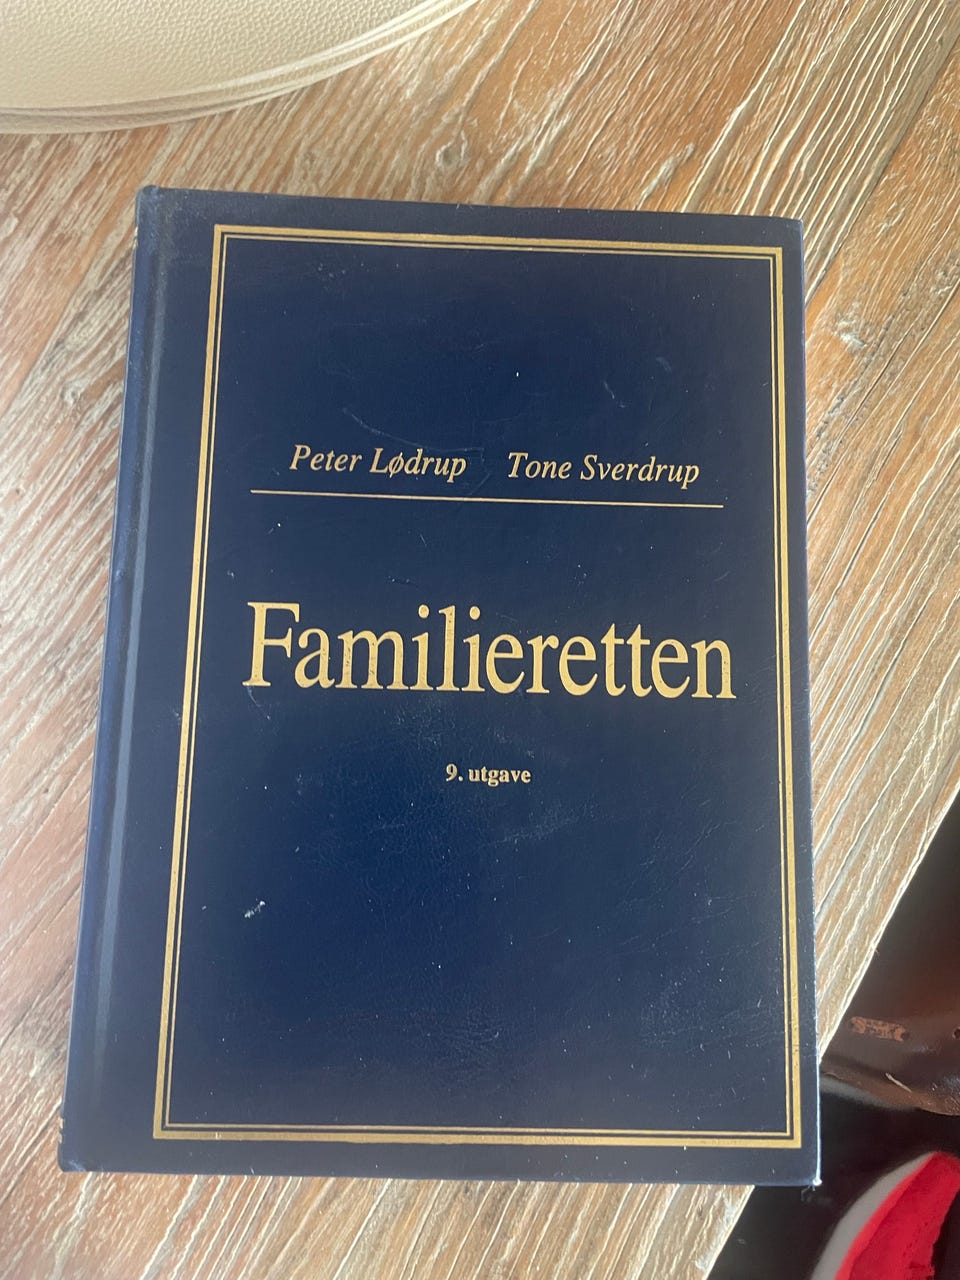 Peter Lødrup Tone Sverdrup
Familieretten
9. utgave